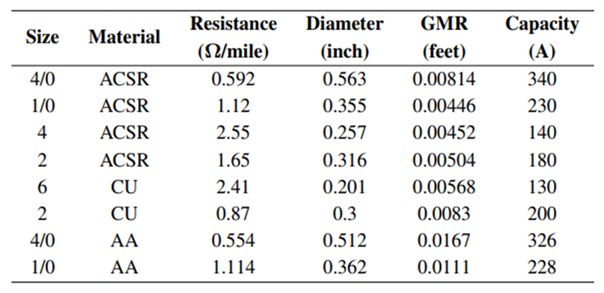 Size Material Resistance (Ω/mile) Diameter (inch) GMR (feet) Capacity (A)
4/0 ACSR 0.592 0.563 0.00814 340
1/0 ACSR 1.12 0.355 0.00446 230
4 ACSR 2.55 0.257 0.00452 140
2 ACSR 1.65 0.316 0.00504 180
6 CU 2.41 0.201 0.00568 130
2 CU 0.87 0.3 0.0083 200
4/0 AA 0.554 0.512 0.0167 326
1/0 AA 1.114 0.362 0.0111 228